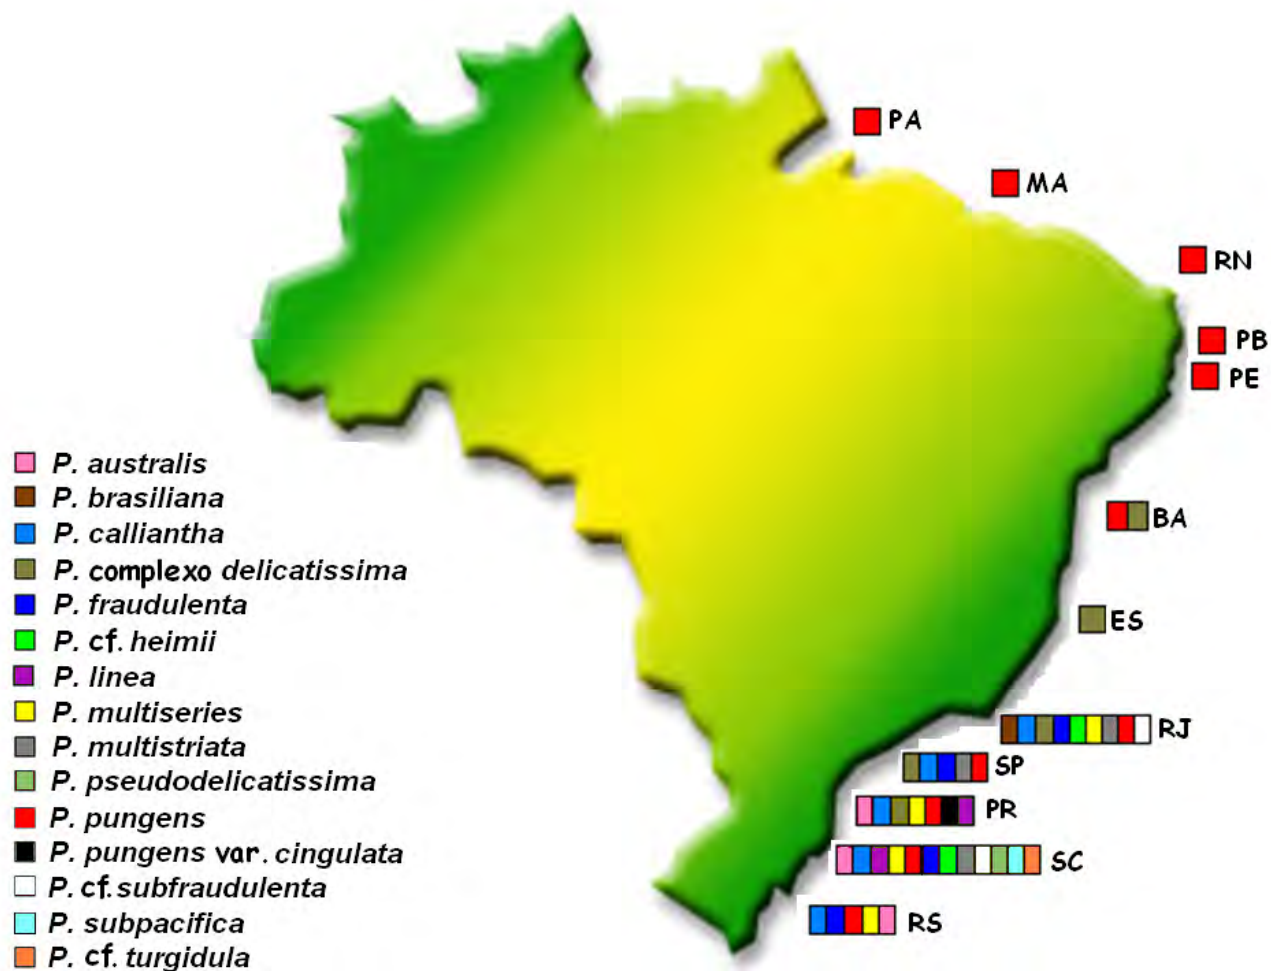 PA
MA
RN
PB
PE
BA
ES
RJ
SP
PR
SC
RS
P. australis
P. brasiliana
P. calliantha
P. complexo delicatissima
P. fraudulenta
P. cf. heimii
P. linea
P. multiseries
P. multistriata
P. pseudodelicatissima
P. pungens
P. pungens var. cingulata
P. cf. subfraudulenta
P. subpacifica
P. cf. turgidula